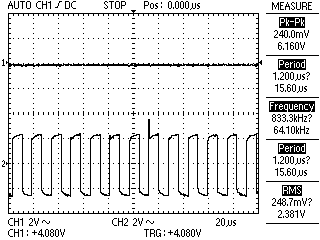 AUTO CH1 ∫ DC STOP Pos: 0.000µs MEASURE
Pk-Pk
240.0mV
6.160V
1
Period
1.200µs?
15.60µs
Frequency
833.3kHz?
64.10kHz
Period
1.200µs?
15.60µs
2
RMS
248.7mV?
2.381V
CH1 2V ~ CH2 2V ~ 20µs
CH1:+4.080V TRG:+4.080V